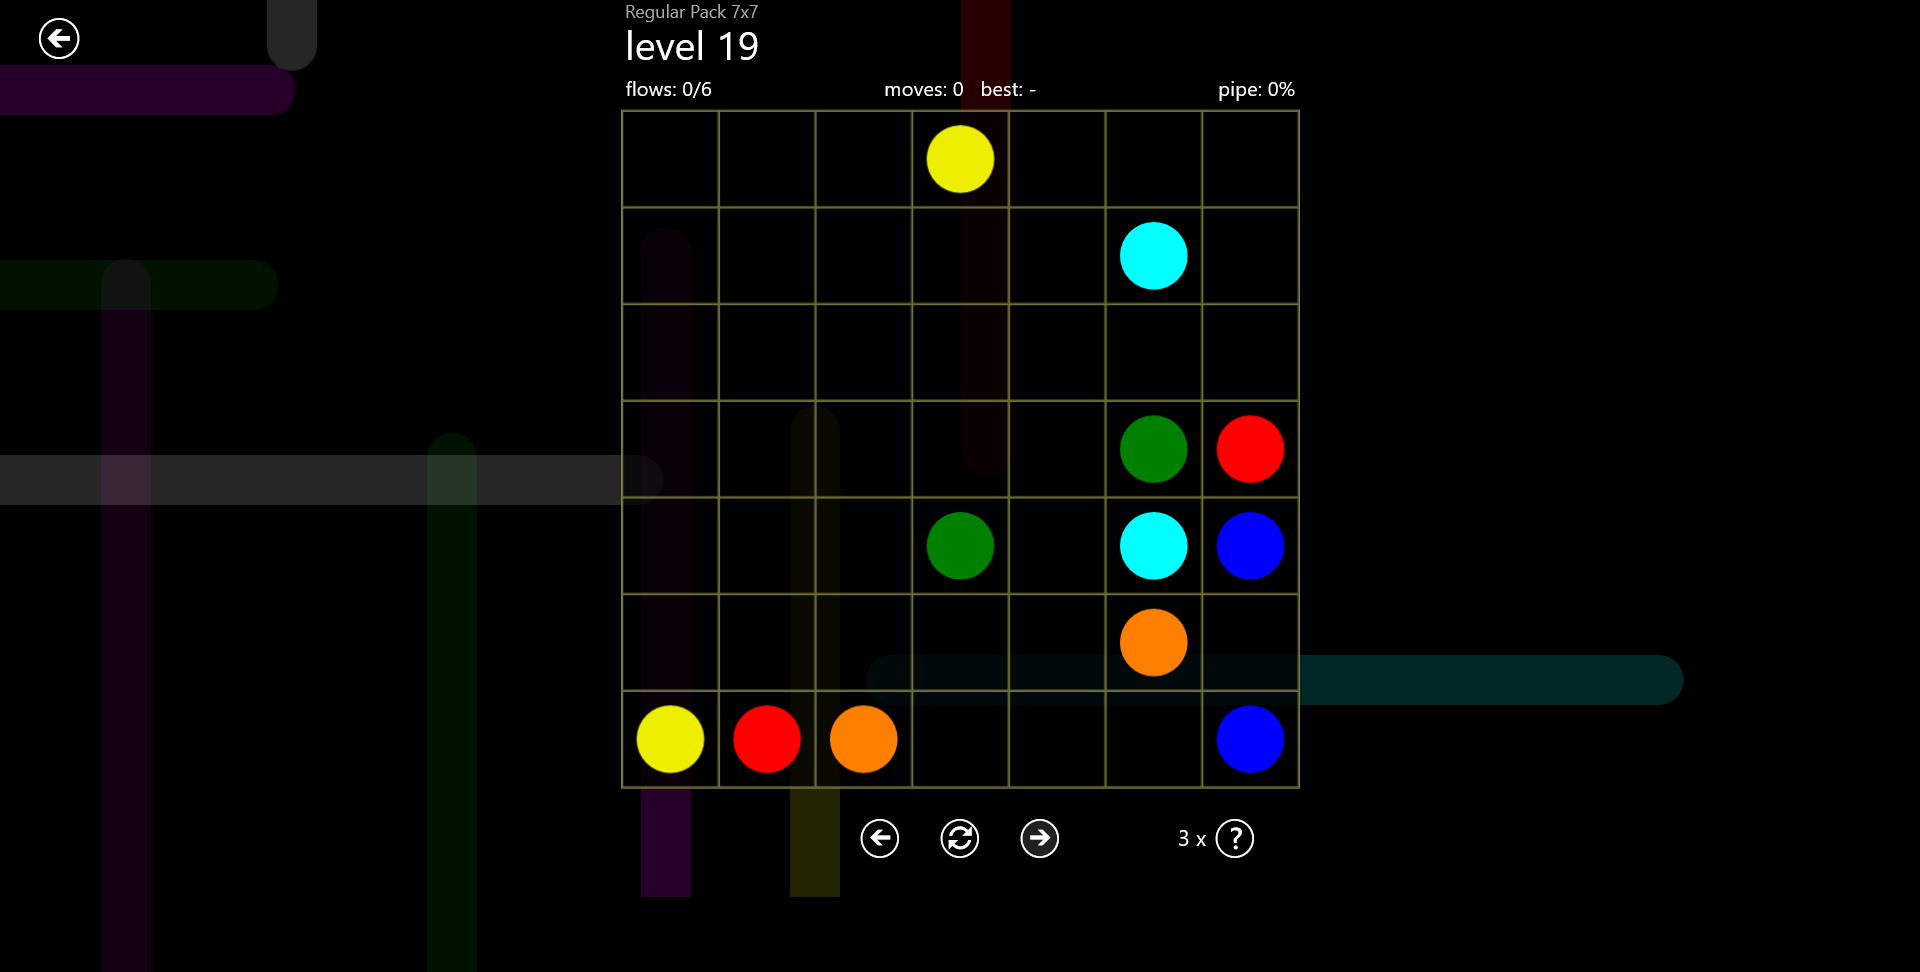 Regular Pack 7x7
level 19
flows: 0/6 moves: 0 best: - pipe: 0%
3 x ?